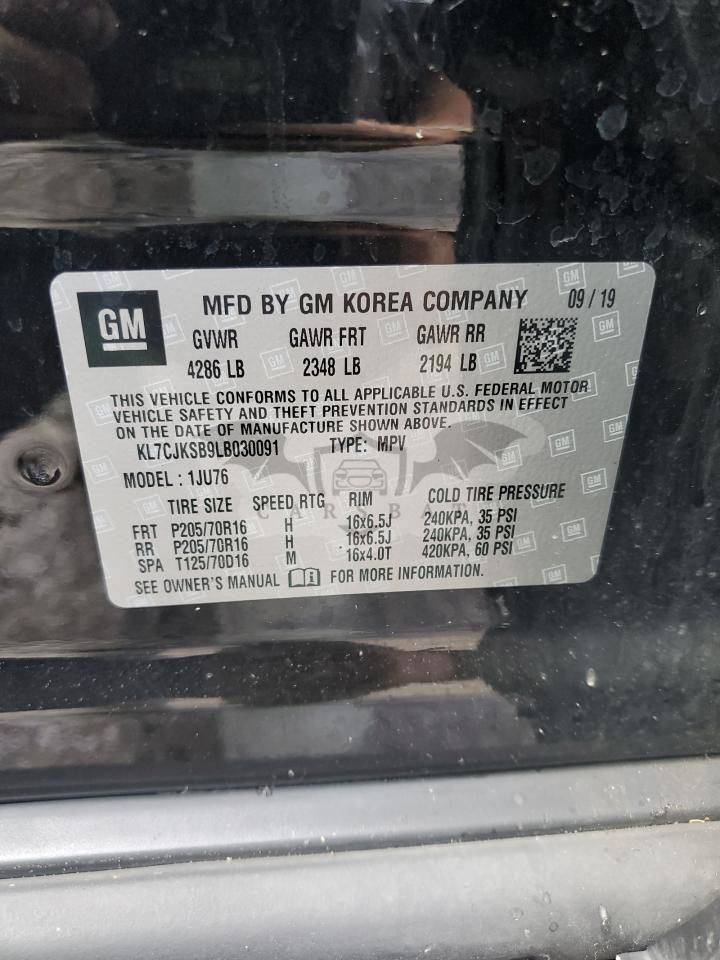 GM MFD BY GM KOREA COMPANY 09 / 19
GVWR GAWR FRT GAWR RR
4286 LB 2348 LB 2194 LB
THIS VEHICLE CONFORMS TO ALL APPLICABLE U.S. FEDERAL MOTOR
VEHICLE SAFETY AND THEFT PREVENTION STANDARDS IN EFFECT
ON THE DATE OF MANUFACTURE SHOWN ABOVE.
KL7CJKSB9LB030091 TYPE: MPV
MODEL : 1JU76
TIRE SIZE SPEED RTG RIM COLD TIRE PRESSURE
CARSBAT
FRT P205/70R16 H 16x6.5J 240KPA, 35 PSI
RR P205/70R16 H 16x6.5J 240KPA, 35 PSI
SPA T125/70D16 M 16x4.0T 420KPA, 60 PSI
SEE OWNER'S MANUAL FOR MORE INFORMATION.